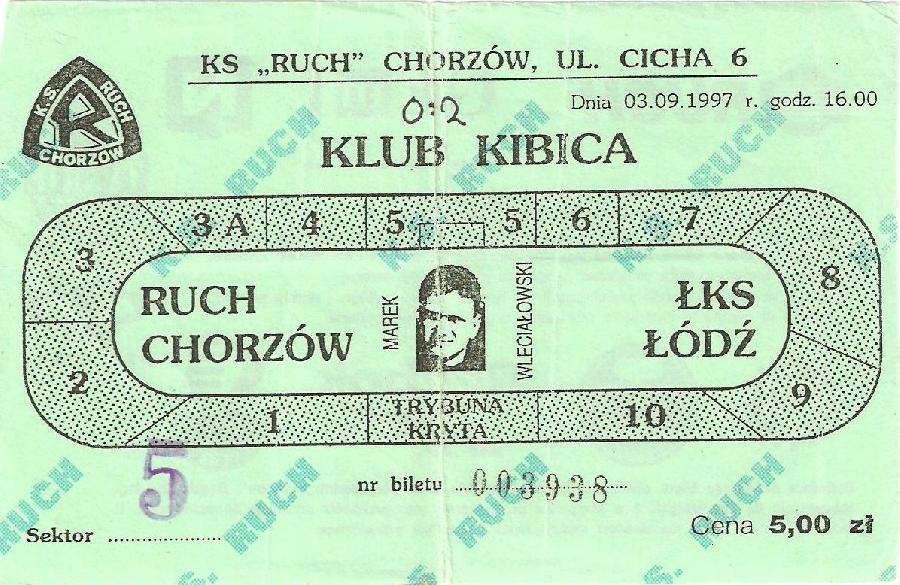 KS „RUCH” CHORZÓW, UL. CICHA 6
K.S. RUCH CHORZÓW
Dnia 03.09.1997 r. godz. 16.00
0:2
KLUB KIBICA
3 3A 4 5 5 6 7 8
RUCH CHORZÓW
MAREK
WLECIAŁOWSKI
ŁKS ŁÓDŹ
2 1 TRYBUNA KRYTA 10 9
5
nr biletu 003938
Sektor
Cena 5,00 zł
K.S. RUCH